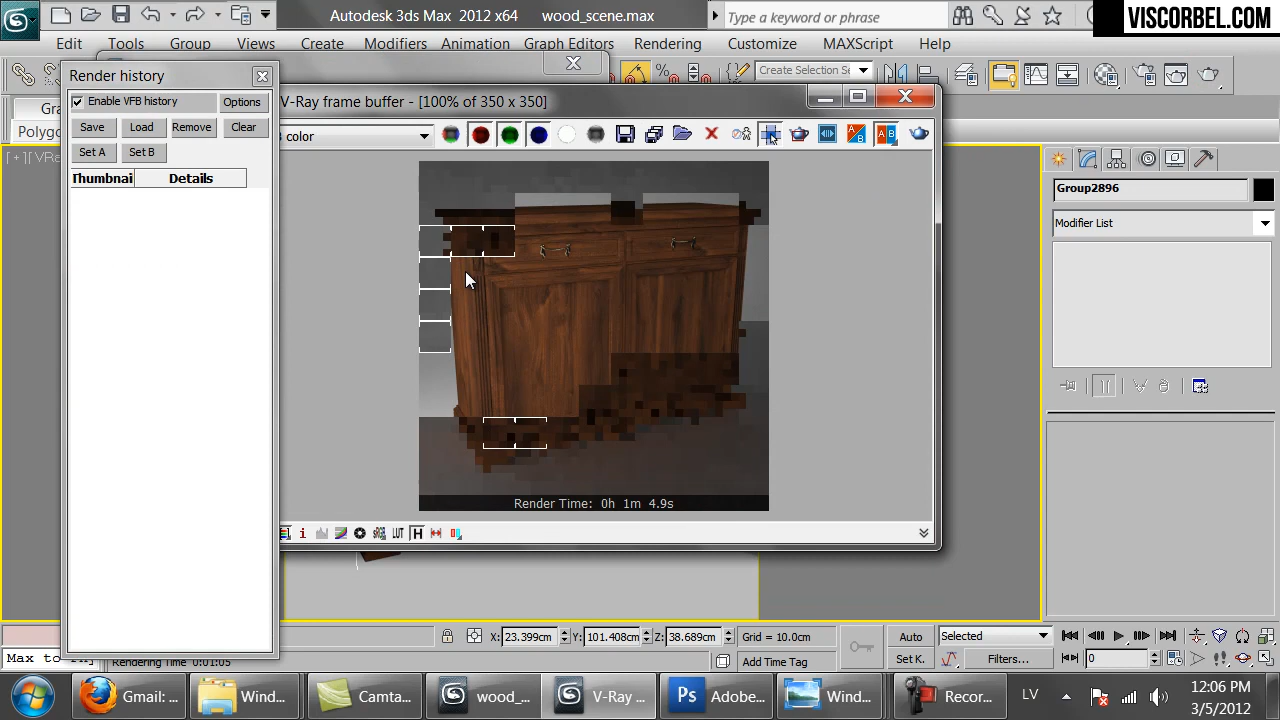 Autodesk 3ds Max 2012 x64 wood_scene.max
Type a keyword or phrase
VISCORBEL.COM
Edit Tools Group Views Create Modifiers Animation Graph Editors Rendering Customize MAXScript Help
Create Selection Se
Render history
Enable VFB history Options
Save Load Remove Clear
Set A Set B
Details
V-Ray frame buffer - [100% of 350 x 350]
color
Render Time: 0h 1m 4.9s
LUT H
Group2896
Modifier List
X: 23.399cm Y: 101.408cm Z: 38.689cm Grid = 10.0cm
Auto Selected
Add Time Tag
Set K. Filters... 0
Rendering Time 0:01:05
Gmail: ... Wind... Camta... wood_... V-Ray ... Adobe... Wind... Recor...
LV
12:06 PM
3/5/2012